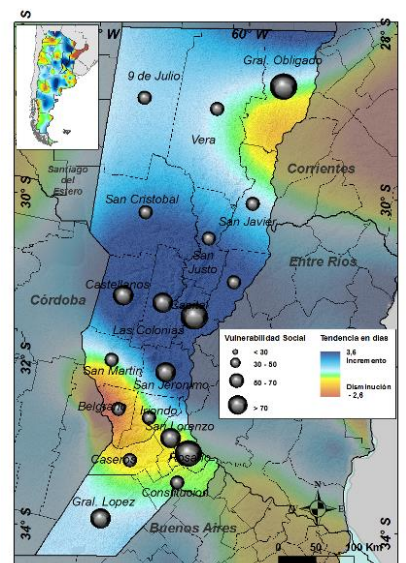 60° W
28° S
Gral. Obligado
9 de Julio
Vera
Corrientes
Santiago
del
Estero
30° S
30° S
San Cristobal
San Javier
San
Justo
Entre Rios
Castellanos
Córdoba
Las Colonias
Vulnerabilidad Social
< 30
30 - 50
50 - 70
> 70
Tendencia en días
3,6
Incremento
Disminución
- 2,6
32° S
32° S
San Martín
San Jerónimo
Belgrano
Iriondo
San Lorenzo
Caseros
Rosario
Constitución
Gral. Lopez
Buenos Aires
34° S
34° S
N
E
0 50 100 Km